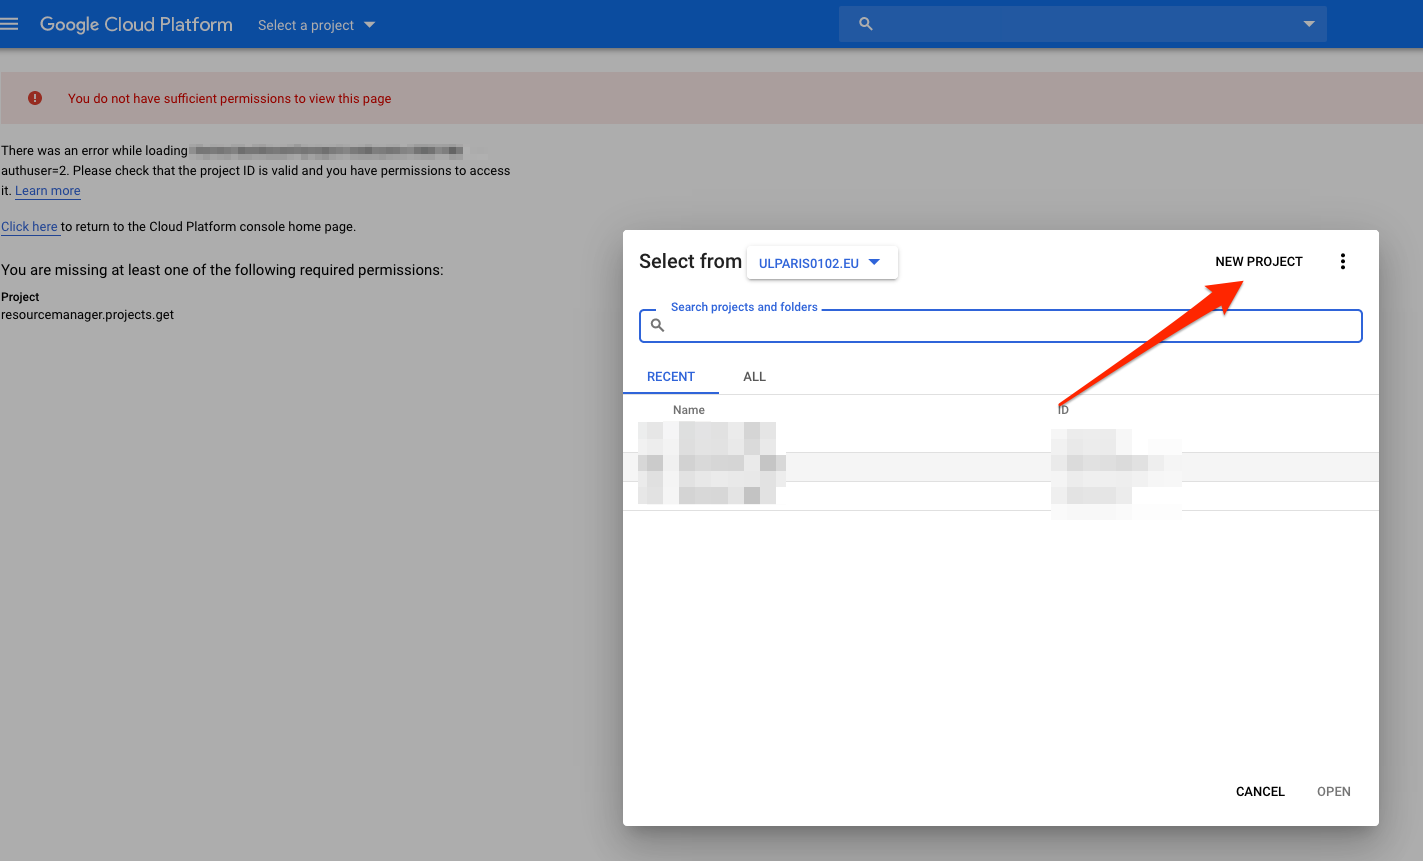 Google Cloud Platform Select a project
You do not have sufficient permissions to view this page
There was an error while loading
authuser=2. Please check that the project ID is valid and you have permissions to access
it. Learn more
Click here to return to the Cloud Platform console home page.
You are missing at least one of the following required permissions:
Project
resourcemanager.projects.get
Select from ULPARIS0102.EU NEW PROJECT
Search projects and folders
RECENT ALL
Name ID
CANCEL OPEN